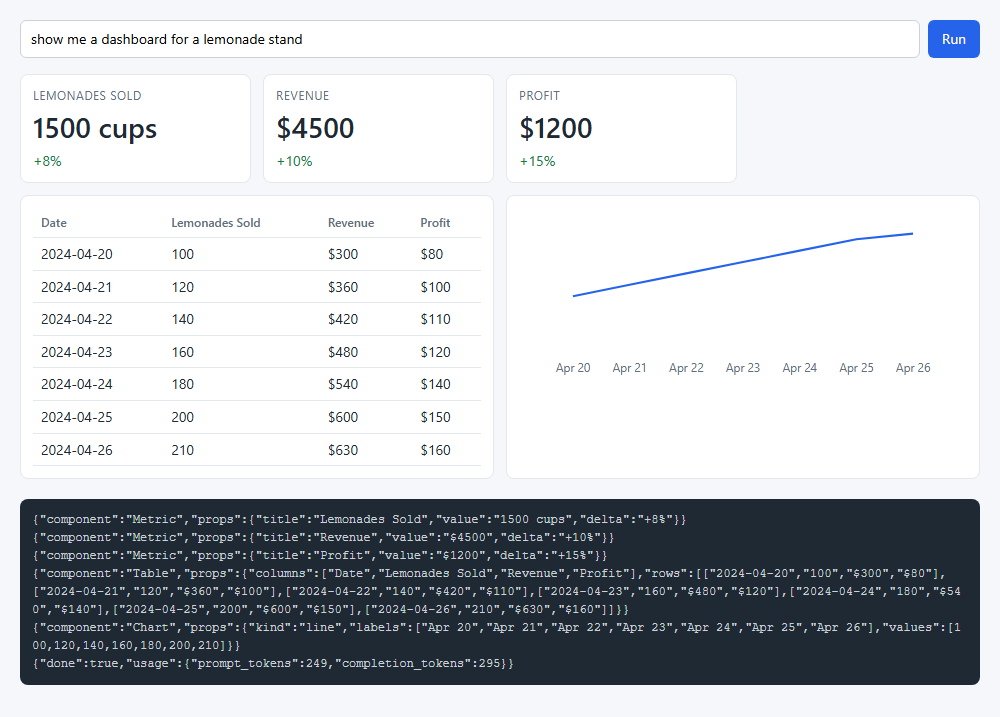 show me a dashboard for a lemonade stand
Run
LEMONADES SOLD
1500 cups
+8%
REVENUE
$4500
+10%
PROFIT
$1200
+15%
Date Lemonades Sold Revenue Profit
2024-04-20 100 $300 $80
2024-04-21 120 $360 $100
2024-04-22 140 $420 $110
2024-04-23 160 $480 $120
2024-04-24 180 $540 $140
2024-04-25 200 $600 $150
2024-04-26 210 $630 $160
Apr 20 Apr 21 Apr 22 Apr 23 Apr 24 Apr 25 Apr 26
{"component":"Metric","props":{"title":"Lemonades Sold","value":"1500 cups","delta":"+8%"}}
{"component":"Metric","props":{"title":"Revenue","value":"$4500","delta":"+10%"}}
{"component":"Metric","props":{"title":"Profit","value":"$1200","delta":"+15%"}}
{"component":"Table","props":{"columns":["Date","Lemonades Sold","Revenue","Profit"],"rows":[["2024-04-20","100","$300","$80"],
["2024-04-21","120","$360","$100"],["2024-04-22","140","$420","$110"],["2024-04-23","160","$480","$120"],["2024-04-24","180","$54
0","$140"],["2024-04-25","200","$600","$150"],["2024-04-26","210","$630","$160"]]}}
{"component":"Chart","props":{"kind":"line","labels":["Apr 20","Apr 21","Apr 22","Apr 23","Apr 24","Apr 25","Apr 26"],"values":[1
00,120,140,160,180,200,210]}}
{"done":true,"usage":{"prompt_tokens":249,"completion_tokens":295}}